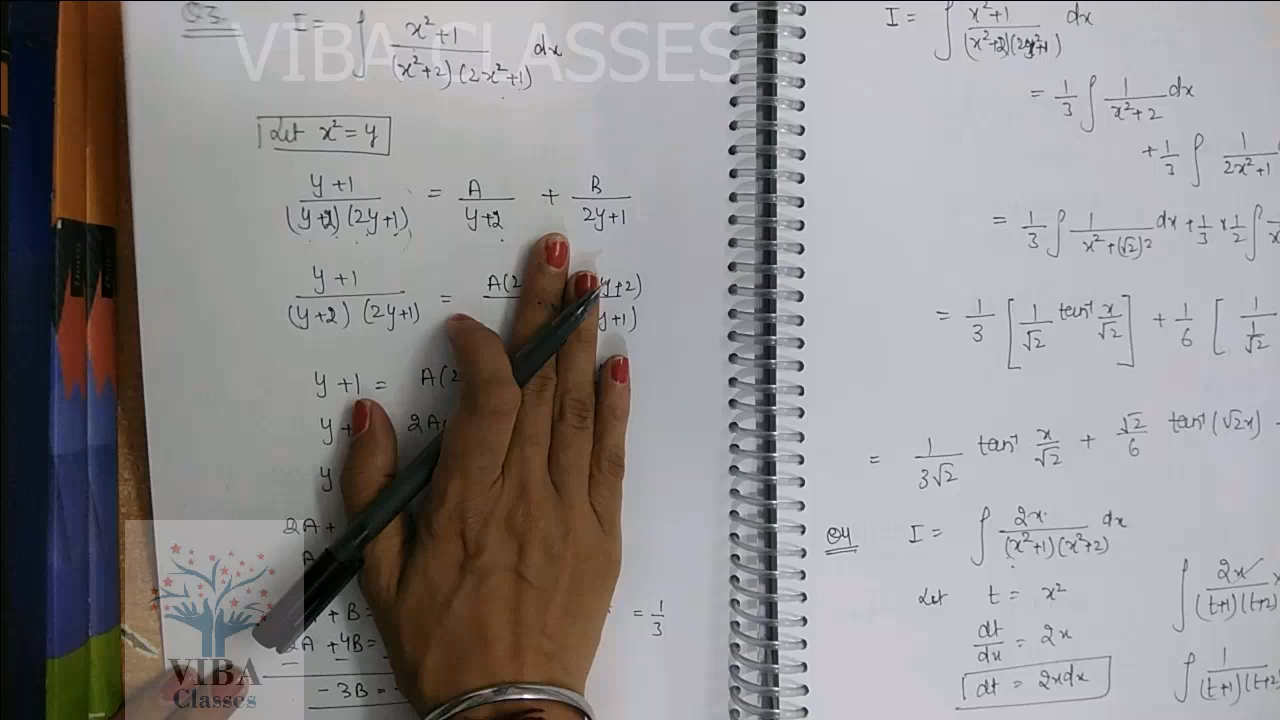 VIBA CLASSES
Q3 I = ∫ x²+1 / (x²+2)(2x²+1) dx
Let x² = y
y+1 / (y+2)(2y+1) = A / y+2 + B / 2y+1
y+1 / (y+2)(2y+1) = A(2 y+2) / y+1)
y+1 = A(2
y+ 2A
y
2A+
A
+ B = = 1/3
2A + 4B =
- - -
-3B = -
I = ∫ x²+1 / (x²+2)(2x²+1) dx
= 1/3 ∫ 1 / x²+2 dx
+ 1/3 ∫ 1 / 2x²+1
= 1/3 ∫ 1 / x²+(√2)² dx + 1/3 × 1/2 ∫
= 1/3 [ 1/√2 tan⁻¹ x/√2 ] + 1/6 [ 1 / 1/√2
= 1/3√2 tan⁻¹ x/√2 + √2/6 tan⁻¹(√2x)
Q4 I = ∫ 2x / (x²+1)(x²+2) dx
Let t = x²
dt/dx = 2x
dt = 2xdx
∫ 2x / (t+1)(t+2)
∫ 1 / (t+1)(t+2
VIBA
Classes